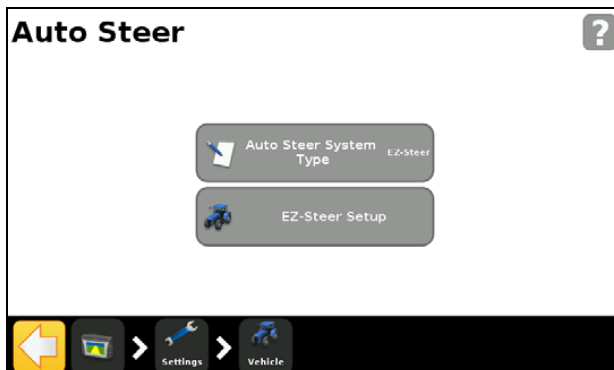 Auto Steer
?
Auto Steer System
Type
EZ-Steer
EZ-Steer Setup
Settings
Vehicle